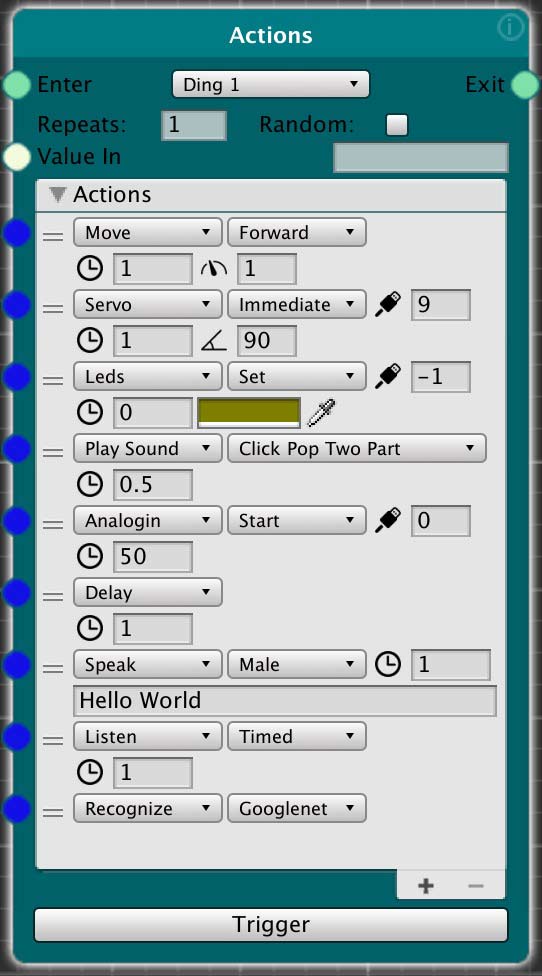 Actions
Enter Ding 1 Exit
Repeats: 1 Random:
Value In
Actions
Move Forward
1 1
Servo Immediate 9
1 90
Leds Set -1
0
Play Sound Click Pop Two Part
0.5
Analogin Start 0
50
Delay
1
Speak Male 1
Hello World
Listen Timed
1
Recognize Googlenet
+ −
Trigger